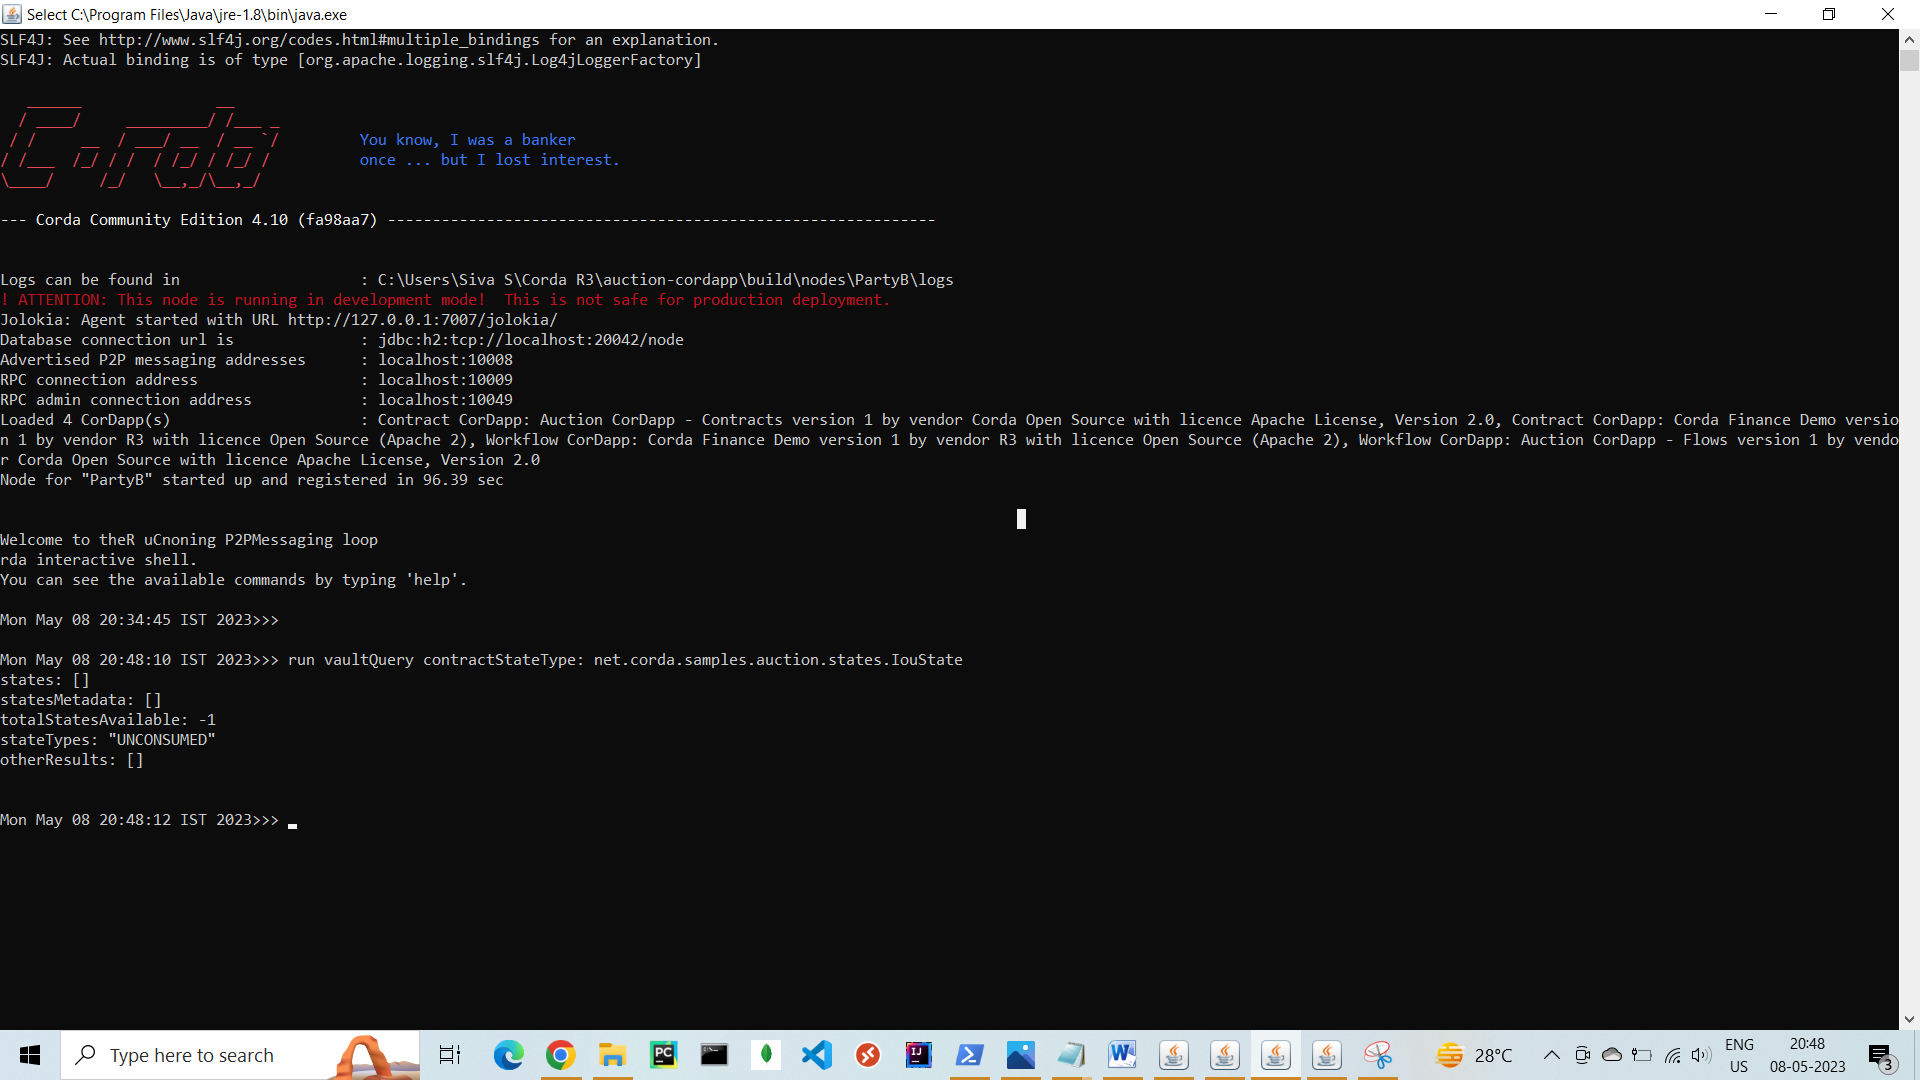 Select C:\Program Files\Java\jre-1.8\bin\java.exe
SLF4J: See http://www.slf4j.org/codes.html#multiple_bindings for an explanation.
SLF4J: Actual binding is of type [org.apache.logging.slf4j.Log4jLoggerFactory]
Corda
You know, I was a banker
once ... but I lost interest.
--- Corda Community Edition 4.10 (fa98aa7) -------------------------------------------------------------
Logs can be found in                    : C:\Users\Siva S\Corda R3\auction-cordapp\build\nodes\PartyB\logs
! ATTENTION: This node is running in development mode!  This is not safe for production deployment.
Jolokia: Agent started with URL http://127.0.0.1:7007/jolokia/
Database connection url is              : jdbc:h2:tcp://localhost:20042/node
Advertised P2P messaging addresses      : localhost:10008
RPC connection address                  : localhost:10009
RPC admin connection address            : localhost:10049
Loaded 4 CorDapp(s)                     : Contract CorDapp: Auction CorDapp - Contracts version 1 by vendor Corda Open Source with licence Apache License, Version 2.0, Contract CorDapp: Corda Finance Demo versio
n 1 by vendor R3 with licence Open Source (Apache 2), Workflow CorDapp: Corda Finance Demo version 1 by vendor R3 with licence Open Source (Apache 2), Workflow CorDapp: Auction CorDapp - Flows version 1 by vendo
r Corda Open Source with licence Apache License, Version 2.0
Node for "PartyB" started up and registered in 96.39 sec
Welcome to theR uCnoning P2PMessaging loop
rda interactive shell.
You can see the available commands by typing 'help'.
Mon May 08 20:34:45 IST 2023>>>
Mon May 08 20:48:10 IST 2023>>> run vaultQuery contractStateType: net.corda.samples.auction.states.IouState
states: []
statesMetadata: []
totalStatesAvailable: -1
stateTypes: "UNCONSUMED"
otherResults: []
Mon May 08 20:48:12 IST 2023>>>
Type here to search
PC
IJ
28°C
ENG
US
20:48
08-05-2023
3